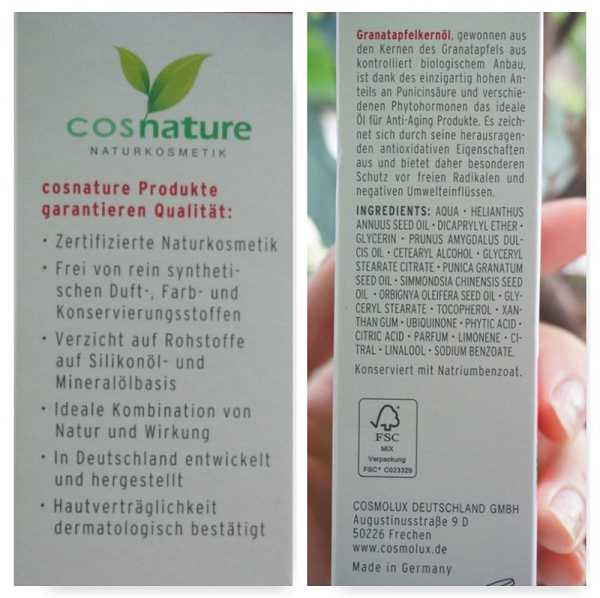 cosnature
NATURKOSMETIK
cosnature Produkte
garantieren Qualität:
• Zertifizierte Naturkosmetik
• Frei von rein syntheti-
schen Duft-, Farb- und
Konservierungsstoffen
• Verzicht auf Rohstoffe
auf Silikonöl- und
Mineralölbasis
• Ideale Kombination von
Natur und Wirkung
• In Deutschland entwickelt
und hergestellt
• Hautverträglichkeit
dermatologisch bestätigt
Granatapfelkernöl, gewonnen aus
den Kernen des Granatapfels aus
kontrolliert biologischem Anbau,
ist dank des einzigartig hohen An-
teils an Punicinsäure und verschie-
denen Phytohormonen das ideale
Öl für Anti-Aging Produkte. Es zeich-
net sich durch seine herausragen-
den antioxidativen Eigenschaften
aus und bietet daher besonderen
Schutz vor freien Radikalen und
negativen Umwelteinflüssen.
INGREDIENTS: AQUA • HELIANTHUS
ANNUUS SEED OIL • DICAPRYLYL ETHER •
GLYCERIN • PRUNUS AMYGDALUS DUL-
CIS OIL • CETEARYL ALCOHOL • GLYCERYL
STEARATE CITRATE • PUNICA GRANATUM
SEED OIL • SIMMONDSIA CHINENSIS SEED
OIL • ORBIGNYA OLEIFERA SEED OIL • GLY-
CERYL STEARATE • TOCOPHEROL • XAN-
THAN GUM • UBIQUINONE • PHYTIC ACID •
CITRIC ACID • PARFUM • LIMONENE • CI-
TRAL • LINALOOL • SODIUM BENZOATE.
Konserviert mit Natriumbenzoat.
FSC
MIX
Verpackung
FSC® C023329
COSMOLUX DEUTSCHLAND GMBH
Augustinusstraße 9 D
50226 Frechen
www.cosmolux.de
Made in Germany